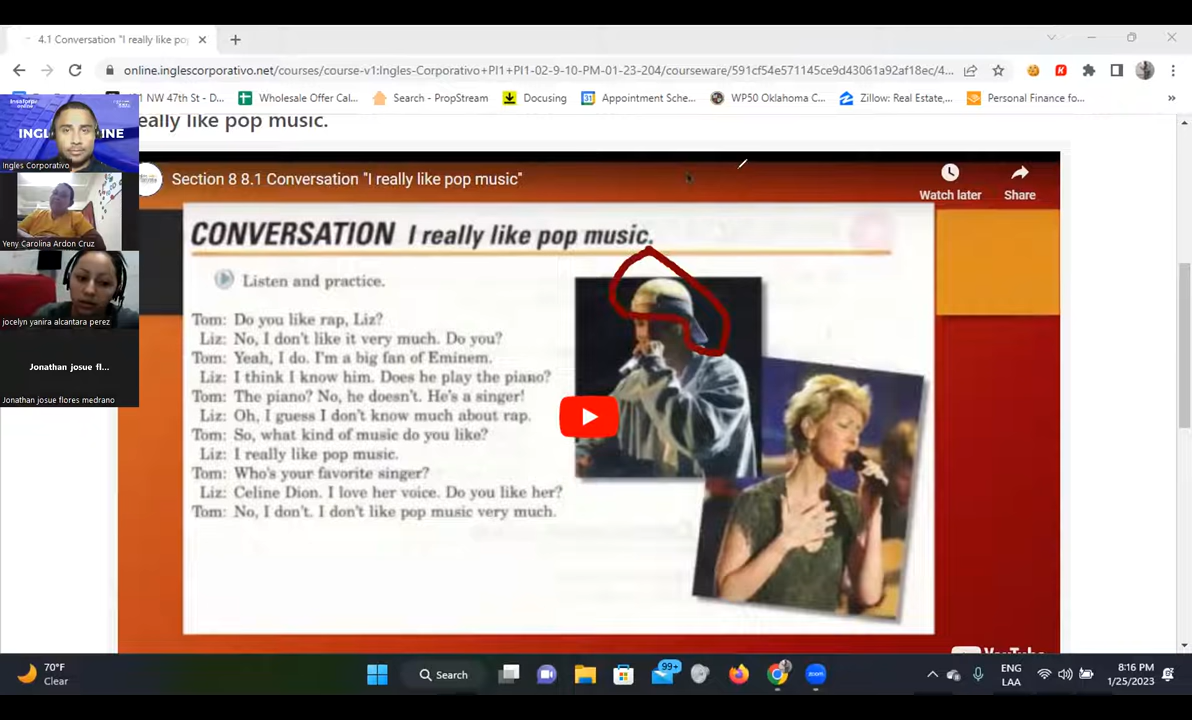 4.1 Conversation "I really like po
online.inglescorporativo.net/courses/course-v1:Ingles-Corporativo+PI1+PI1-02-9-10-PM-01-23-204/courseware/591cf54e571145ce9d43061a92af18ec/4...
1 NW 47th St - D...
Wholesale Offer Cal...
Search - PropStream
Docusing
Appointment Sche...
WP50 Oklahoma C...
Zillow: Real Estate,...
Personal Finance fo...
»
eally like pop music.
INGL INE
Ingles Corporativo
Yeny Carolina Ardon Cruz
jocelyn yanira alcantara perez
Jonathan josue fl...
Jonathan josue flores medrano
Section 8 8.1 Conversation "I really like pop music"
Watch later
Share
CONVERSATION I really like pop music.
Listen and practice.
Tom: Do you like rap, Liz?
Liz: No, I don't like it very much. Do you?
Tom: Yeah, I do. I'm a big fan of Eminem.
Liz: I think I know him. Does he play the piano?
Tom: The piano? No, he doesn't. He's a singer!
Liz: Oh, I guess I don't know much about rap.
Tom: So, what kind of music do you like?
Liz: I really like pop music.
Tom: Who's your favorite singer?
Liz: Celine Dion. I love her voice. Do you like her?
Tom: No, I don't. I don't like pop music very much.
YouTube
70°F
Clear
Search
99+
zoom
ENG
LAA
8:16 PM
1/25/2023